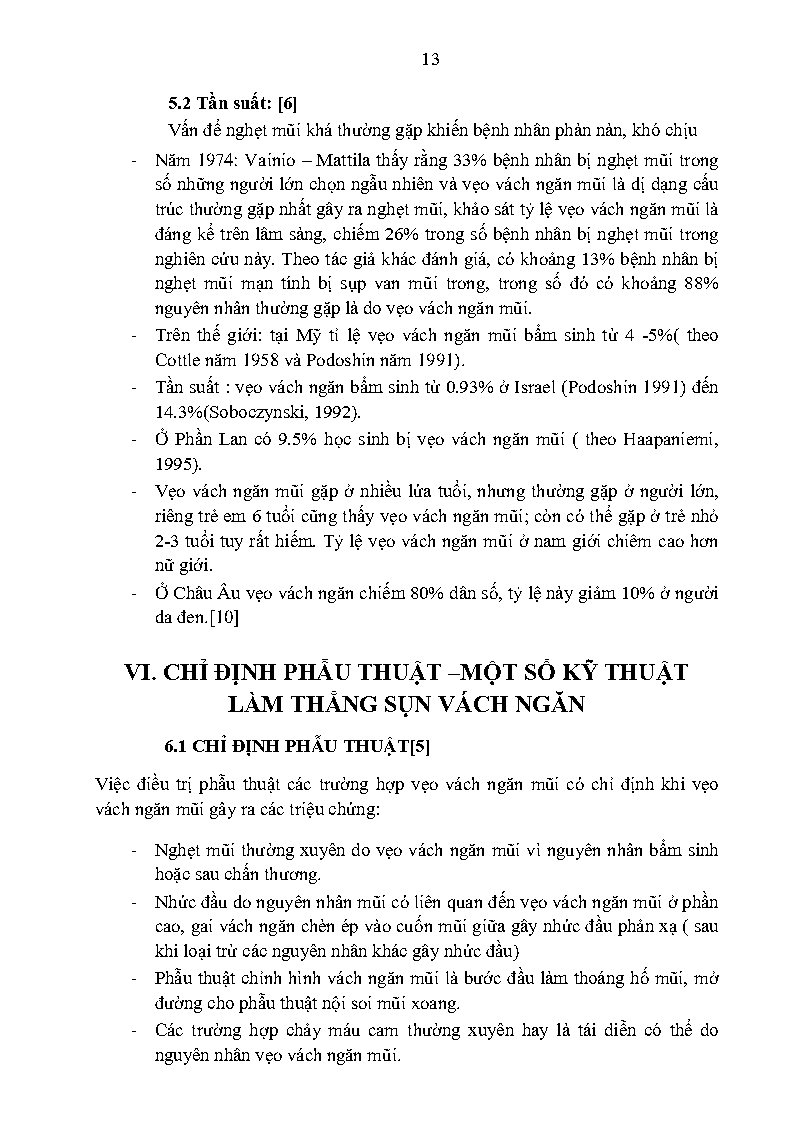 13
5.2 Tần suất: [6]
Vấn để nghẹt mũi khá thường gặp khiến bệnh nhân phàn nàn, khó chịu
- Năm 1974: Vainio – Mattila thấy rằng 33% bệnh nhân bị nghẹt mũi trong
số những người lớn chọn ngẫu nhiên và vẹo vách ngăn mũi là dị dạng cấu
trúc thường gặp nhất gây ra nghẹt mũi, khảo sát tỷ lệ vẹo vách ngăn mũi là
đáng kể trên lâm sàng, chiếm 26% trong số bệnh nhân bị nghẹt mũi trong
nghiên cứu này. Theo tác giả khác đánh giá, có khoảng 13% bệnh nhân bị
nghẹt mũi mạn tính bị sụp van mũi trong, trong số đó có khoảng 88%
nguyên nhân thường gặp là do vẹo vách ngăn mũi.
- Trên thế giới: tại Mỹ tỉ lệ vẹo vách ngăn mũi bẩm sinh từ 4 -5%( theo
Cottle năm 1958 và Podoshin năm 1991).
- Tần suất : vẹo vách ngăn bẩm sinh từ 0.93% ở Israel (Podoshin 1991) đến
14.3%(Soboczynski, 1992).
- Ở Phần Lan có 9.5% học sinh bị vẹo vách ngăn mũi ( theo Haapaniemi,
1995).
- Vẹo vách ngăn mũi gặp ở nhiều lứa tuổi, nhưng thường gặp ở người lớn,
riêng trẻ em 6 tuổi cũng thấy vẹo vách ngăn mũi; còn có thể gặp ở trẻ nhỏ
2-3 tuổi tuy rất hiếm. Tỷ lệ vẹo vách ngăn mũi ở nam giới chiêm cao hơn
nữ giới.
- Ở Châu Âu vẹo vách ngăn chiếm 80% dân số, tỷ lệ này giảm 10% ở người
da đen.[10]
VI. CHỈ ĐỊNH PHẪU THUẬT –MỘT SỐ KỸ THUẬT
LÀM THẲNG SỤN VÁCH NGĂN
6.1 CHỈ ĐỊNH PHẪU THUẬT[5]
Việc điều trị phẫu thuật các trường hợp vẹo vách ngăn mũi có chỉ định khi vẹo
vách ngăn mũi gây ra các triệu chứng:
- Nghẹt mũi thường xuyên do vẹo vách ngăn mũi vì nguyên nhân bẩm sinh
hoặc sau chấn thương.
- Nhức đầu do nguyên nhân mũi có liên quan đến vẹo vách ngăn mũi ở phần
cao, gai vách ngăn chèn ép vào cuốn mũi giữa gây nhức đầu phản xạ ( sau
khi loại trừ các nguyên nhân khác gây nhức đầu)
- Phẫu thuật chỉnh hình vách ngăn mũi là bước đầu làm thoáng hố mũi, mở
đường cho phẫu thuật nội soi mũi xoang.
- Các trường hợp chảy máu cam thường xuyên hay là tái diễn có thể do
nguyên nhân vẹo vách ngăn mũi.